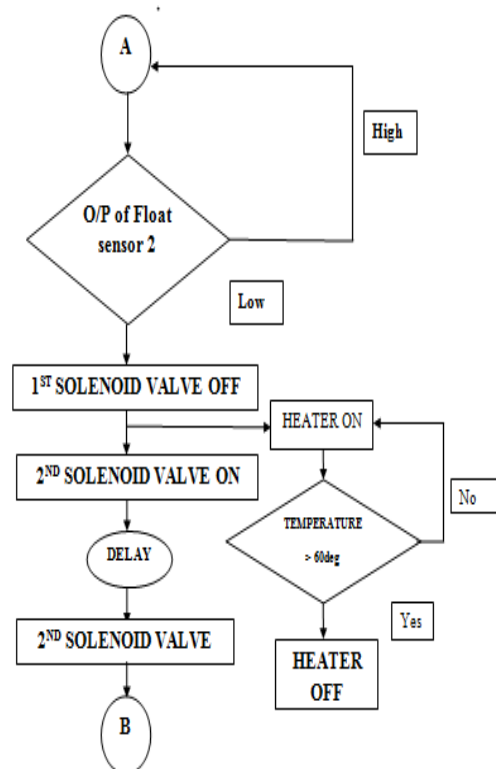 A
High
O/P of Float
sensor 2
Low
1ST SOLENOID VALVE OFF
HEATER ON
2ND SOLENOID VALVE ON
No
TEMPERATURE
> 60deg
DELAY
Yes
2ND SOLENOID VALVE
HEATER
OFF
B